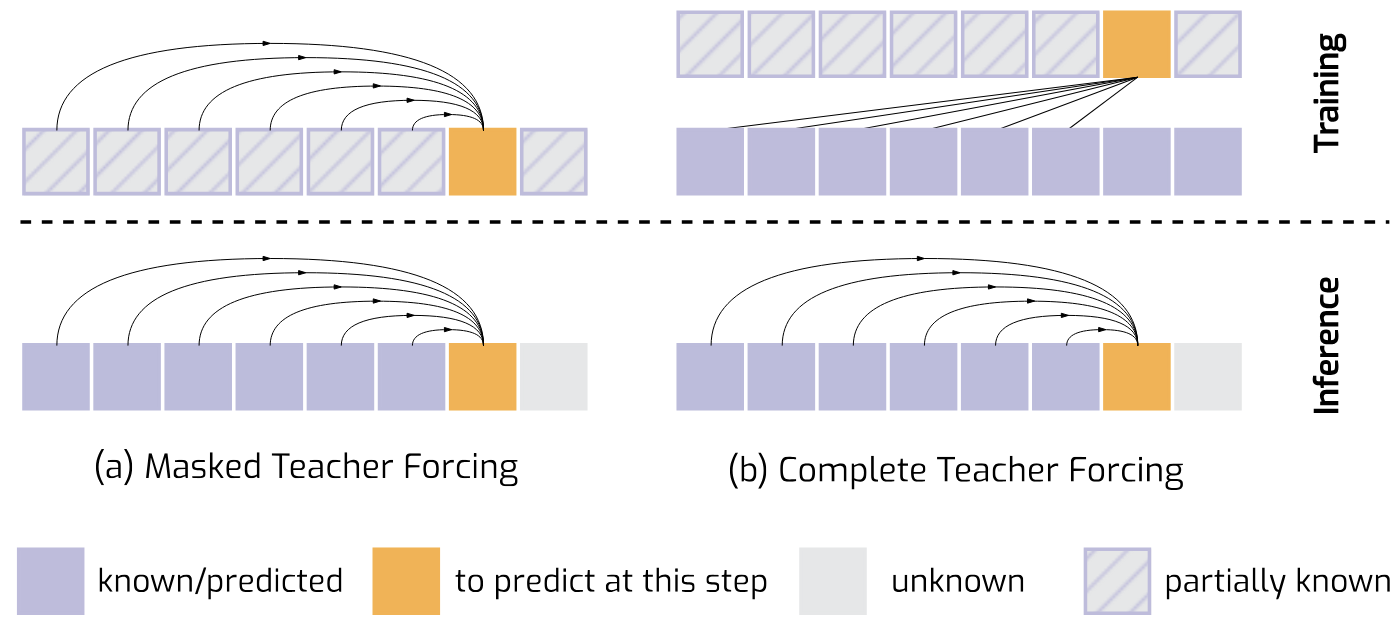 Training
Inference
(a) Masked Teacher Forcing
(b) Complete Teacher Forcing
known/predicted
to predict at this step
unknown
partially known